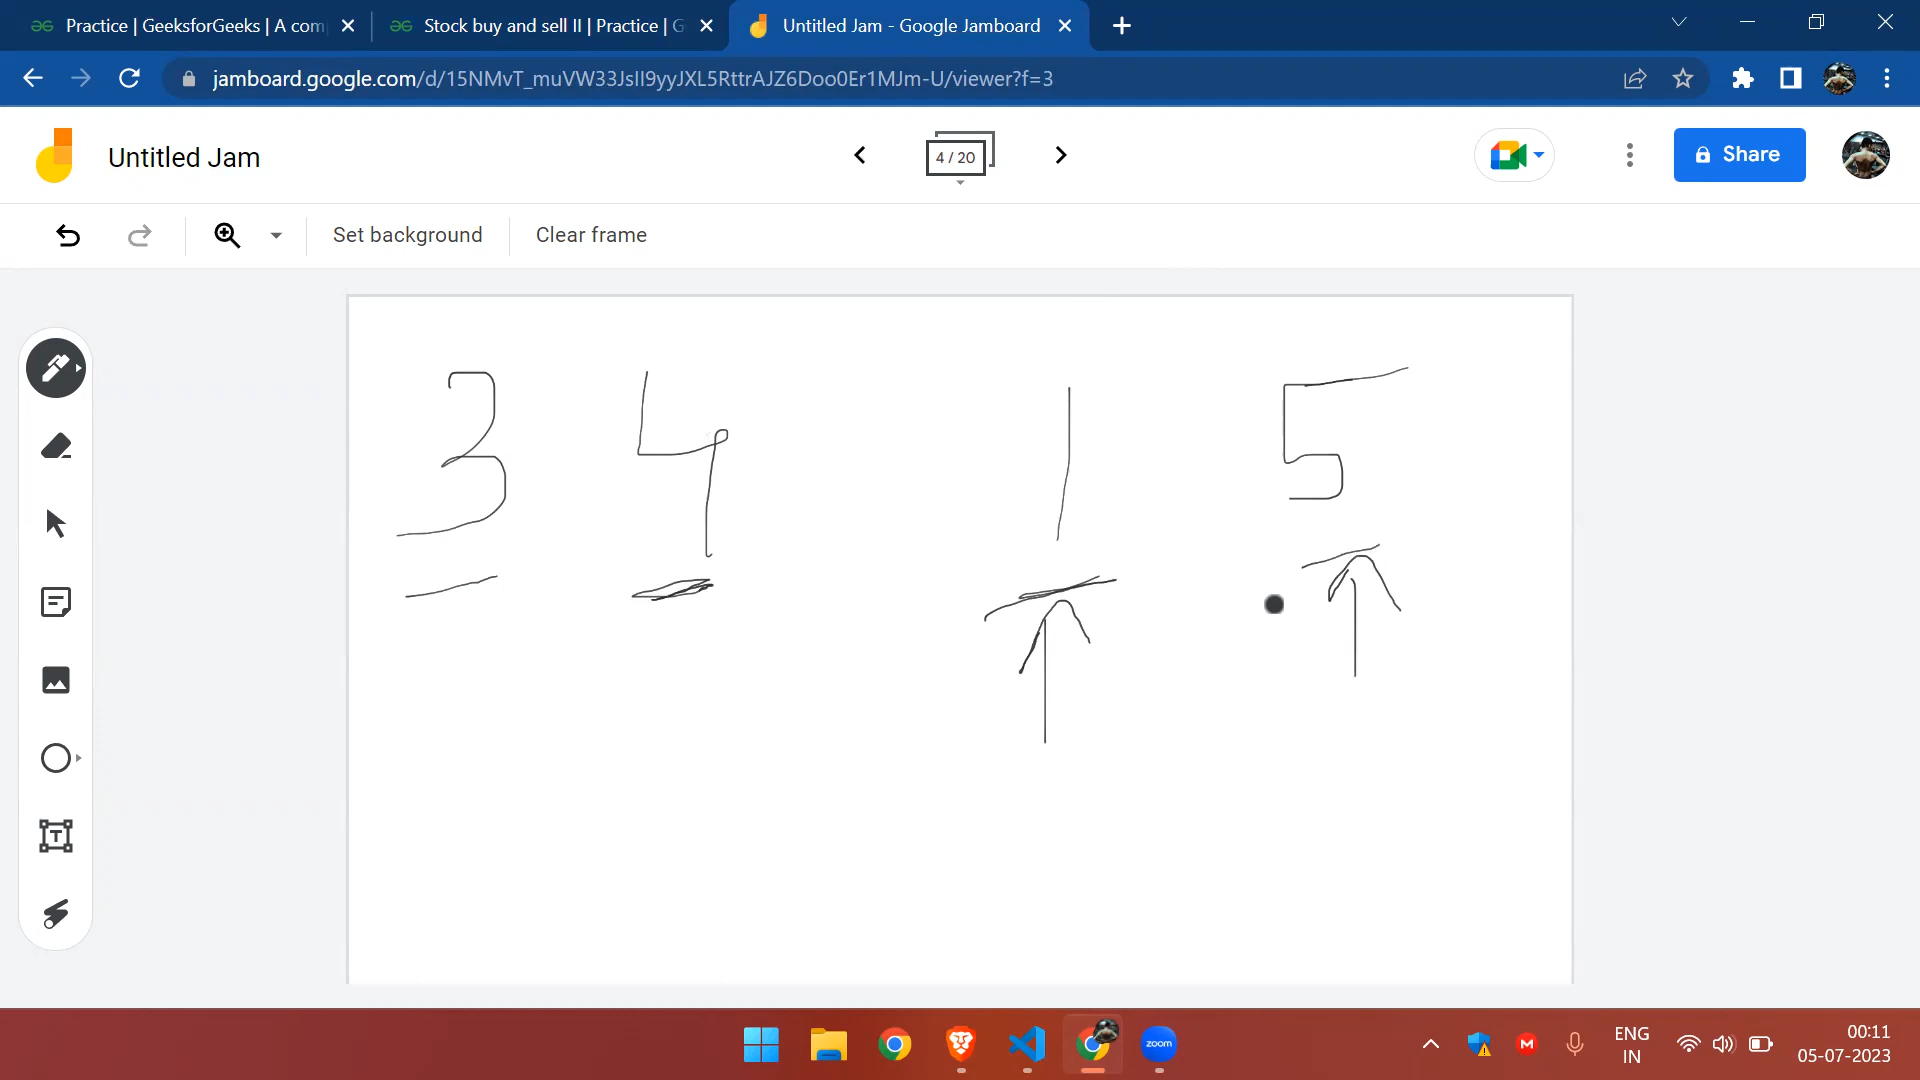 Practice | GeeksforGeeks | A com
Stock buy and sell II | Practice | G
Untitled Jam - Google Jamboard
jamboard.google.com/d/15NMvT_muVW33JsII9yyJXL5RttrAJZ6Doo0Er1MJm-U/viewer?f=3
Untitled Jam
4 / 20
Share
Set background
Clear frame
3 4 1 5
zoom
ENG
IN
00:11
05-07-2023